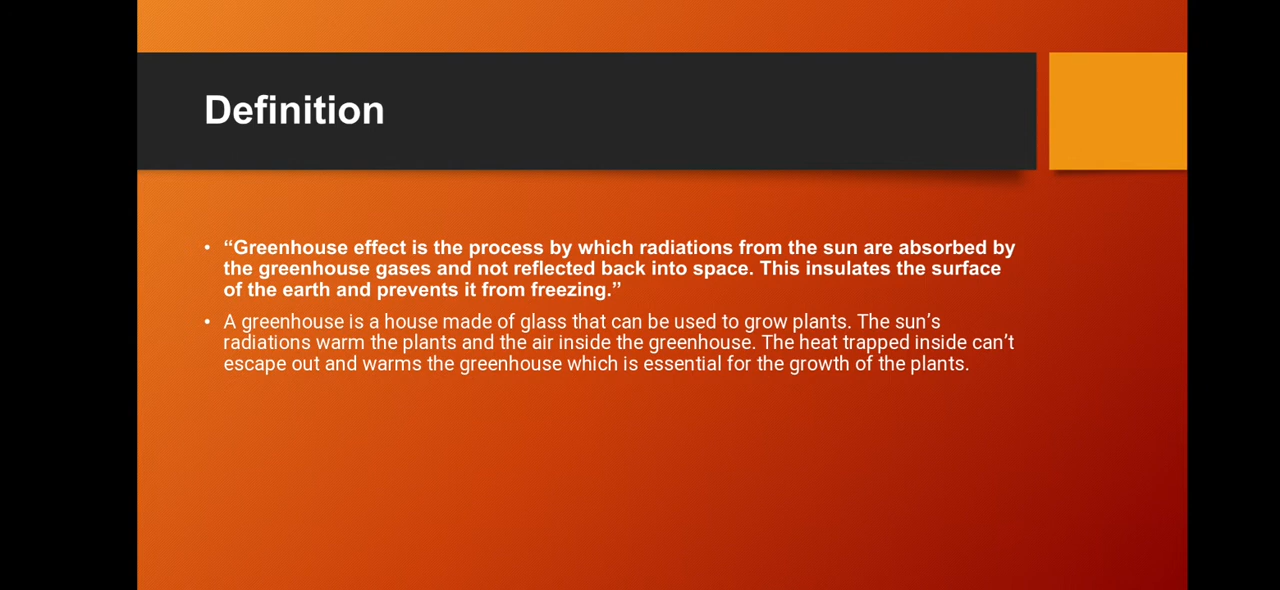 Definition
• “Greenhouse effect is the process by which radiations from the sun are absorbed by
the greenhouse gases and not reflected back into space. This insulates the surface
of the earth and prevents it from freezing.”
• A greenhouse is a house made of glass that can be used to grow plants. The sun’s
radiations warm the plants and the air inside the greenhouse. The heat trapped inside can’t
escape out and warms the greenhouse which is essential for the growth of the plants.